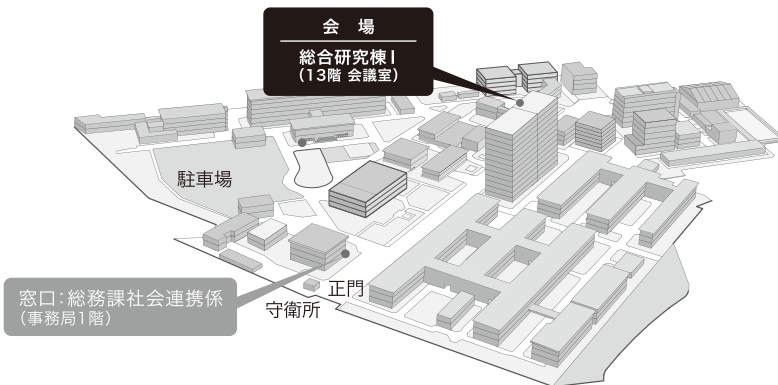 会 場
総合研究棟Ⅰ
（13階 会議室）
駐車場
窓口：総務課社会連携係
（事務局1階）
正門
守衛所